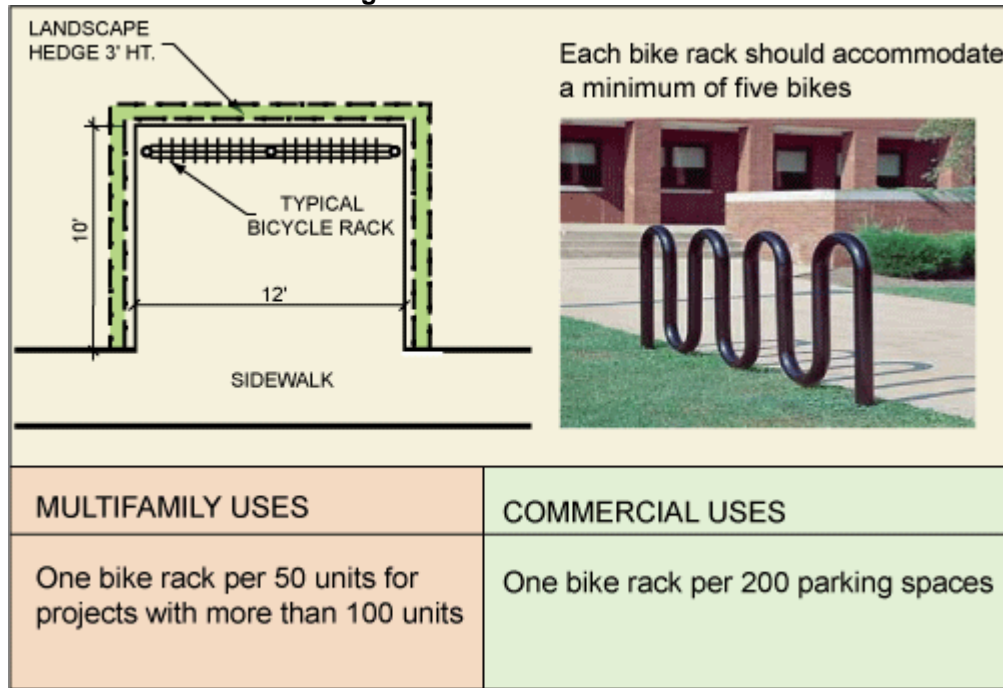 LANDSCAPE
HEDGE 3' HT.
Each bike rack should accommodate
a minimum of five bikes
TYPICAL
BICYCLE RACK
10'
12'
SIDEWALK
MULTIFAMILY USES
One bike rack per 50 units for
projects with more than 100 units
COMMERCIAL USES
One bike rack per 200 parking spaces